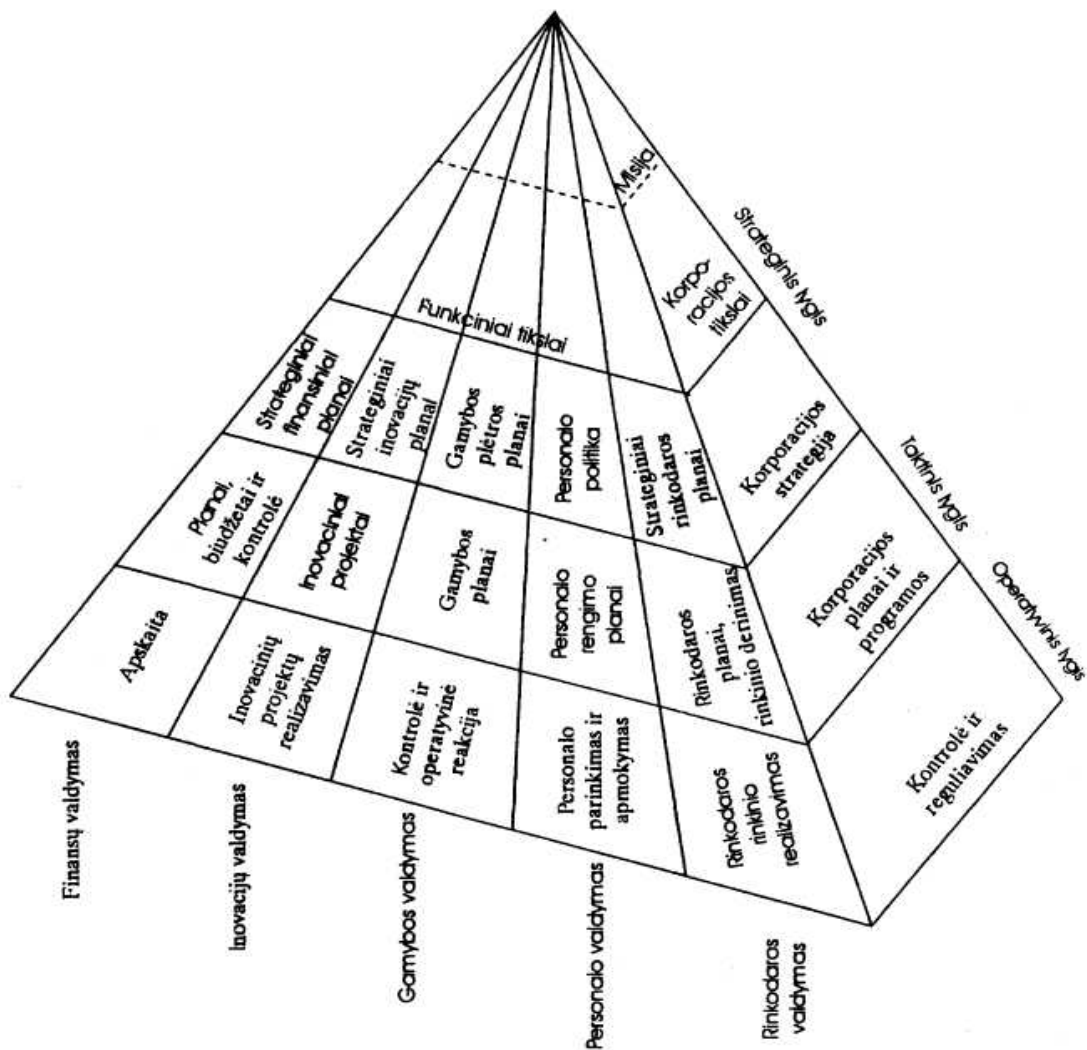 Misija
Korpo-
racijos
tikslai
Strateginis lygis
Funkciniai tikslai
Strateginiai
finansiniai
planai
Strateginiai
inovacijų
planai
Gamybos
plėtros
planai
Personalo
politika
Strateginiai
rinkodaros
planai
Korporacijos
strategija
Taktinis lygis
Planai,
biudžetai ir
kontrolė
Inovaciniai
projektai
Gamybos
planai
Personalo
rengimo
planai
Rinkodaros
planai,
rinkinio derinimas
Korporacijos
planai ir
programos
Operatyvinis lygis
Apskaita
Inovacinių
projektų
realizavimas
Kontrolė ir
operatyvinė
reakcija
Personalo
parinkimas ir
apmokymas
Rinkodaros
rinkinio
realizavimas
Kontrolė ir
reguliavimas
Finansų valdymas
Inovacijų valdymas
Gamybos valdymas
Personalo valdymas
Rinkodaros
valdymas